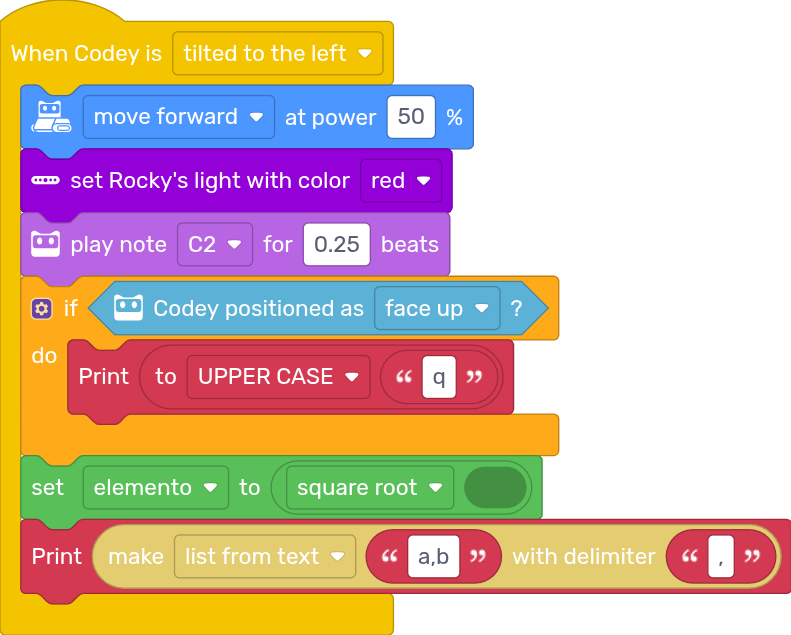 When Codey is tilted to the left
move forward at power 50 %
set Rocky's light with color red
play note C2 for 0.25 beats
if Codey positioned as face up ?
do
Print to UPPER CASE “ q ”
set elemento to square root
Print make list from text “ a,b ” with delimiter “ , ”